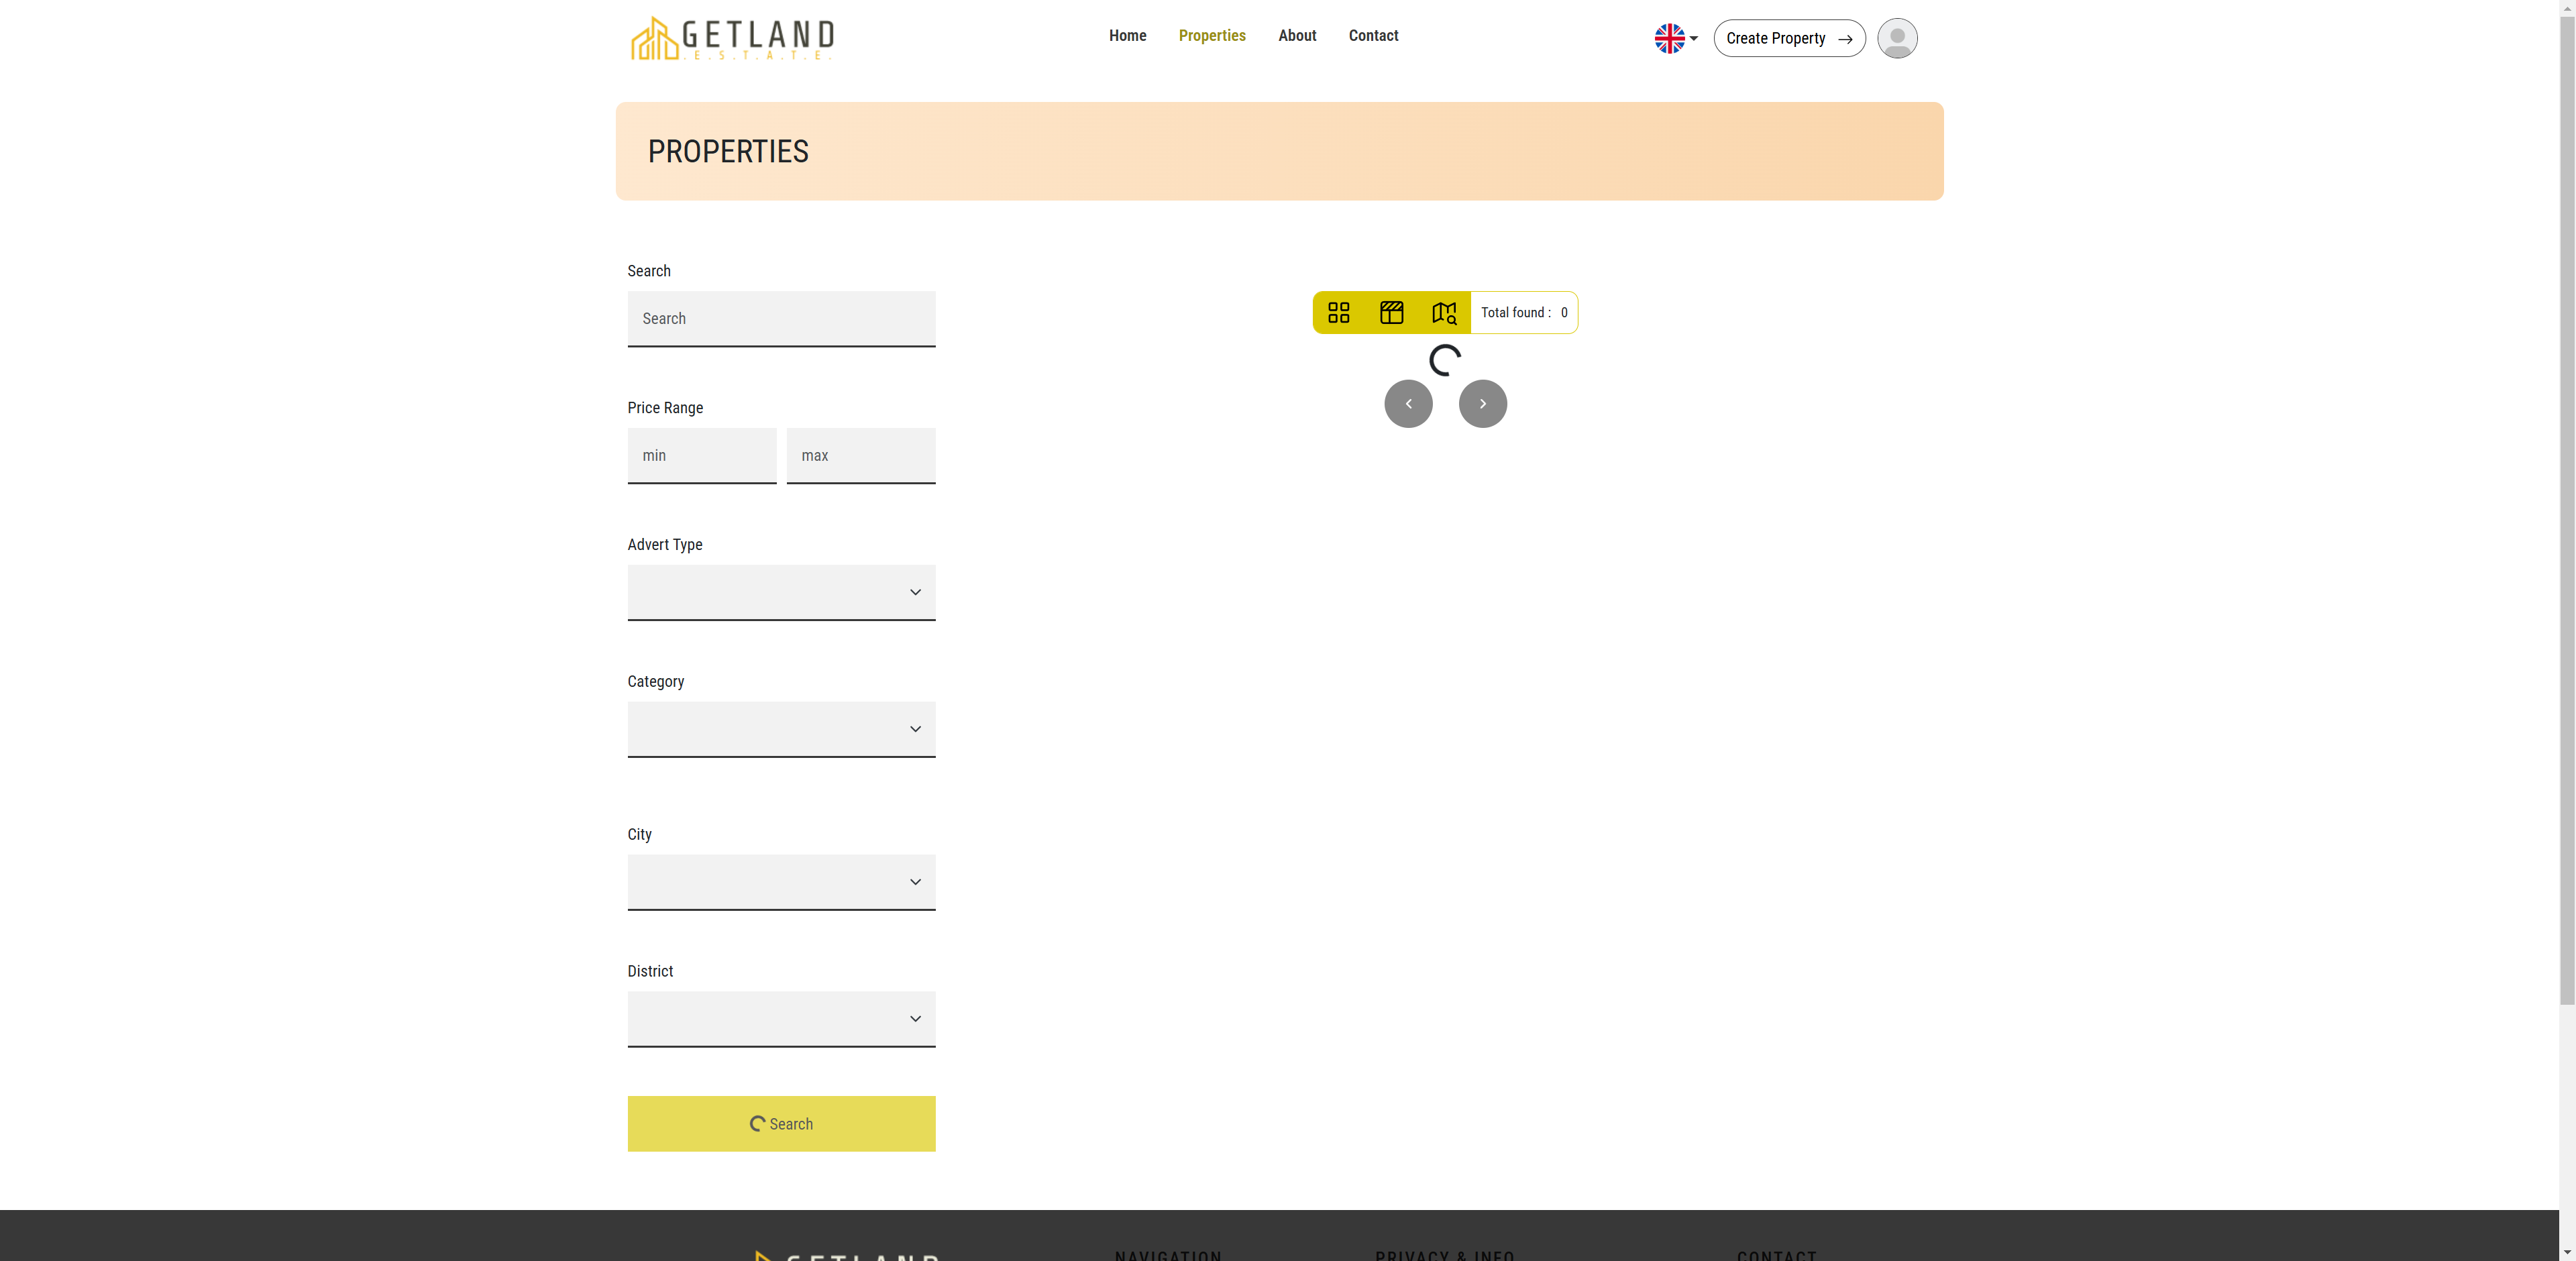 GETLAND
. E . S . T . A . T . E .
Home
Properties
About
Contact
Create Property
PROPERTIES
Search
Search
Total found : 0
Price Range
min
max
Advert Type
Category
City
District
Search
GETLAND
NAVIGATION
PRIVACY & INFO
CONTACT